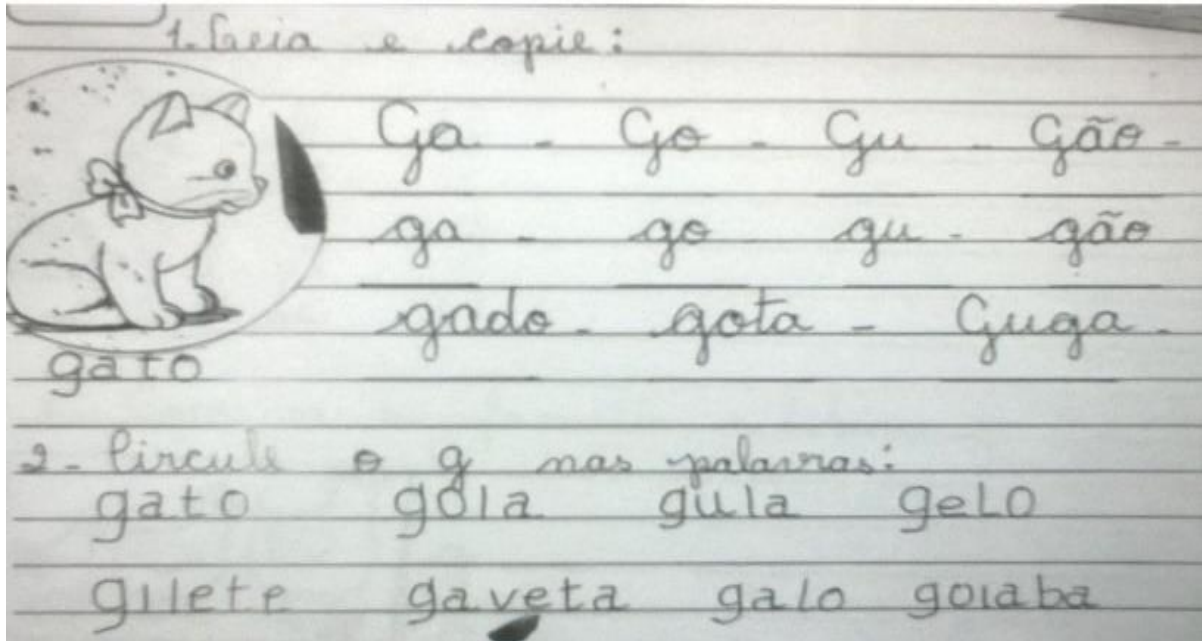 1. Leia e copie:
Ga - Go - Gu - Gão -
ga - go - gu - gão
gado - gota - Guga -
gato
2- Circule o g nas palavras:
gato gola gula gelo
gilete gaveta galo goiaba